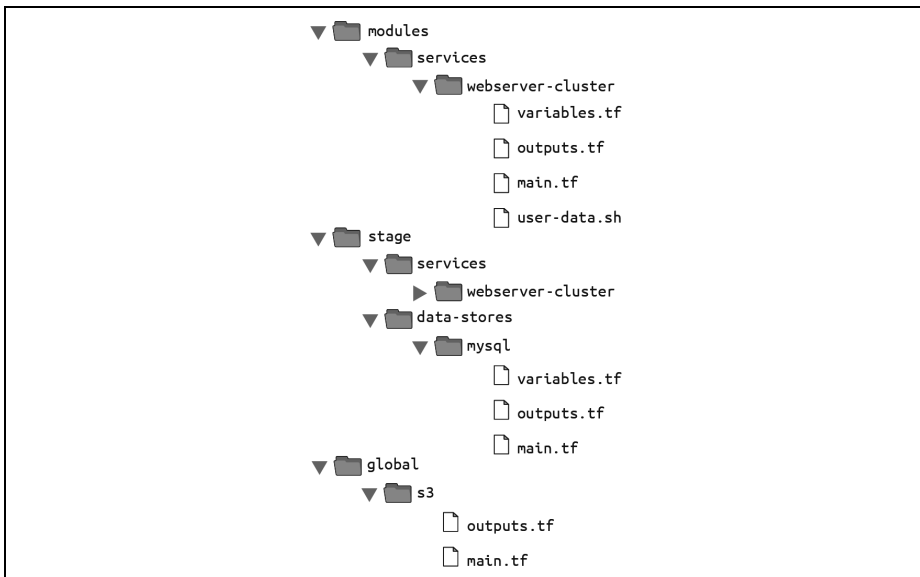 modules
services
webserver-cluster
variables.tf
outputs.tf
main.tf
user-data.sh
stage
services
webserver-cluster
data-stores
mysql
variables.tf
outputs.tf
main.tf
global
s3
outputs.tf
main.tf